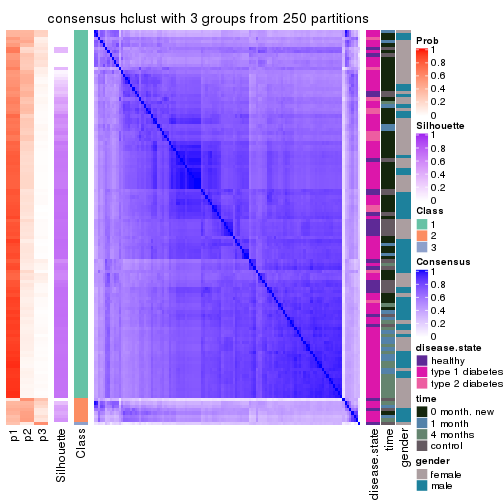 consensus hclust with 3 groups from 250 partitions
Prob
1
0.8
0.6
0.4
0.2
0
Silhouette
1
0.8
0.6
0.4
0.2
0
Class
1
2
3
Consensus
1
0.8
0.6
0.4
0.2
0
disease.state
healthy
type 1 diabetes
type 2 diabetes
time
0 month, new
1 month
4 months
control
gender
female
male
p1
p2
p3
Silhouette
Class
disease.state
time
gender